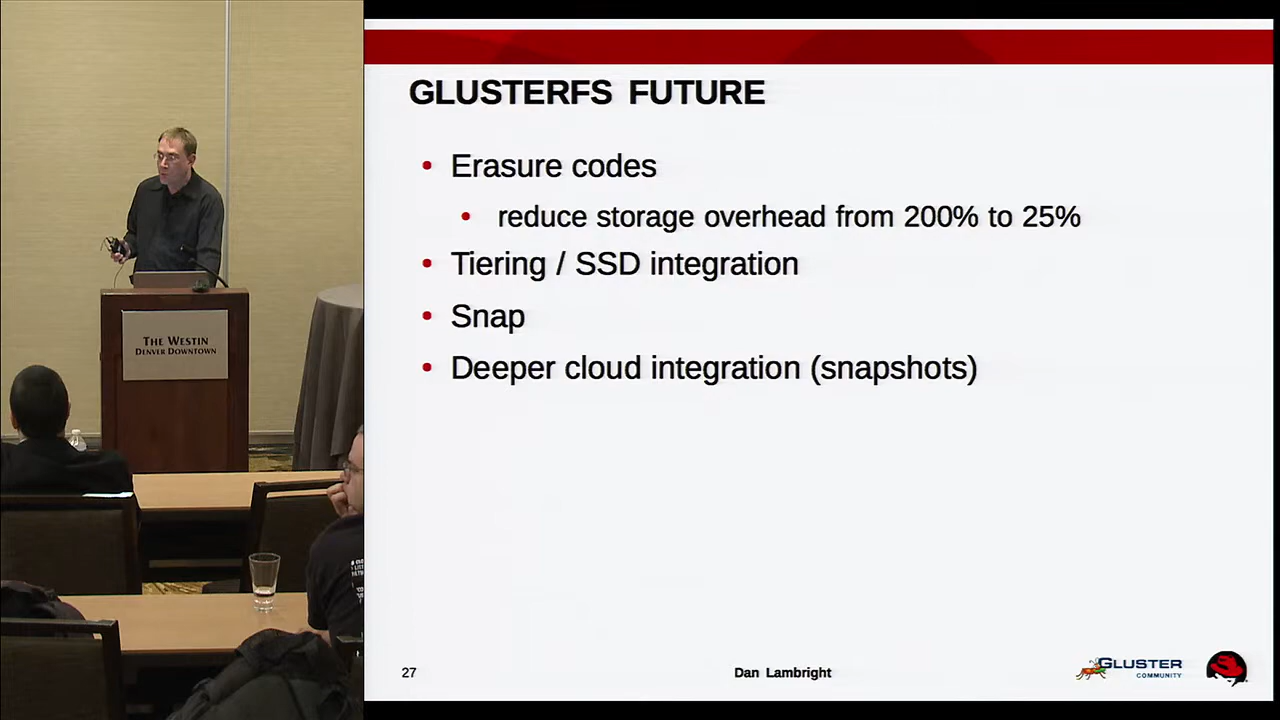 THE WESTIN
DENVER DOWNTOWN
GLUSTERFS FUTURE
• Erasure codes
• reduce storage overhead from 200% to 25%
• Tiering / SSD integration
• Snap
• Deeper cloud integration (snapshots)
27
Dan Lambright
GLUSTER
COMMUNITY